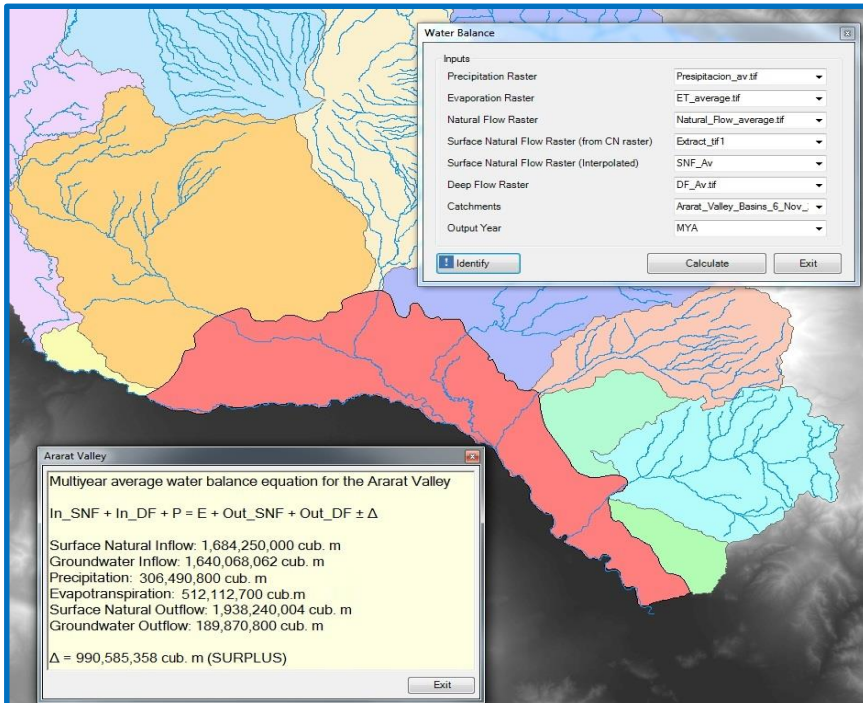 Water Balance
Inputs
Precipitation Raster Presipitacion_av.tif
Evaporation Raster ET_average.tif
Natural Flow Raster Natural_Flow_average.tif
Surface Natural Flow Raster (from CN raster) Extract_tif1
Surface Natural Flow Raster (Interpolated) SNF_Av
Deep Flow Raster DF_Av.tif
Catchments Ararat_Valley_Basins_6_Nov_
Output Year MYA
Identify Calculate Exit
Ararat Valley
Multiyear average water balance equation for the Ararat Valley
In_SNF + In_DF + P = E + Out_SNF + Out_DF ± Δ
Surface Natural Inflow: 1,684,250,000 cub. m
Groundwater Inflow: 1,640,068,062 cub. m
Precipitation: 306,490,800 cub. m
Evapotranspiration: 512,112,700 cub.m
Surface Natural Outflow: 1,938,240,004 cub. m
Groundwater Outflow: 189,870,800 cub. m
Δ = 990,585,358 cub. m (SURPLUS)
Exit